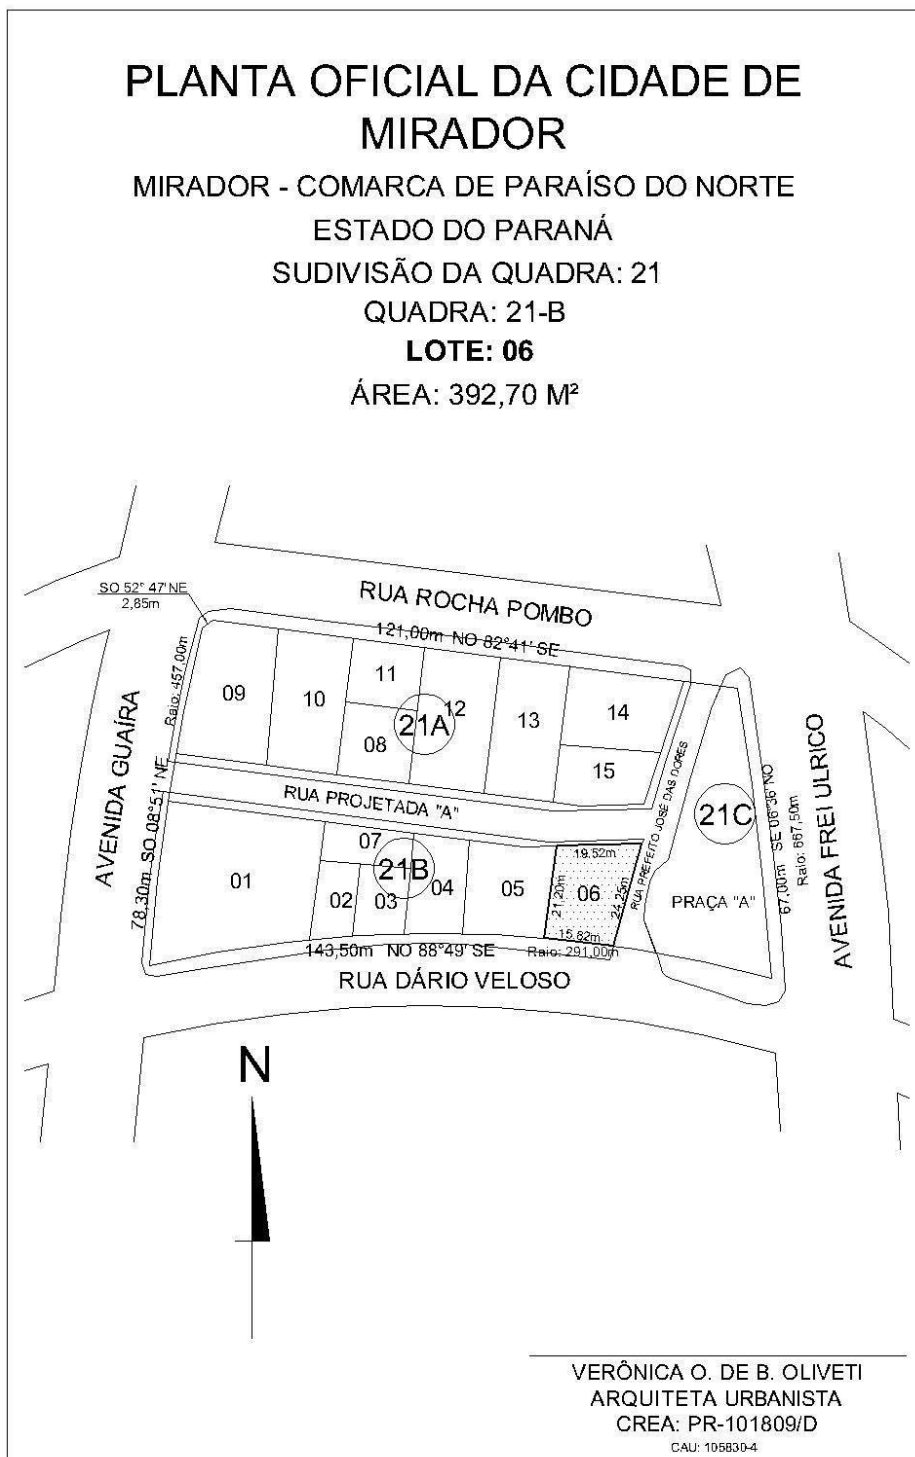 PLANTA OFICIAL DA CIDADE DE
MIRADOR
MIRADOR - COMARCA DE PARAÍSO DO NORTE
ESTADO DO PARANÁ
SUDIVISÃO DA QUADRA: 21
QUADRA: 21-B
LOTE: 06
ÁREA: 392,70 M²
SO 52° 47' NE
2,85m
RUA ROCHA POMBO
121,00m NO 82°41' SE
Raio: 457,00m
AVENIDA GUAÍRA
78,30m SO 08°51' NE
09
10
11
08
21A
12
13
14
15
RUA PROJETADA "A"
RUA PREFEITO JOSÉ DAS DORES
21C
PRAÇA "A"
67,00m SE 06°36' NO
Raio: 667,50m
AVENIDA FREI ULRICO
01
07
21B
02
03
04
05
06
19,52m
21,20m
24,25m
15,82m
Raio: 291,00m
143,50m NO 88°49' SE
RUA DÁRIO VELOSO
N
VERÔNICA O. DE B. OLIVETI
ARQUITETA URBANISTA
CREA: PR-101809/D
CAU: 105830-4